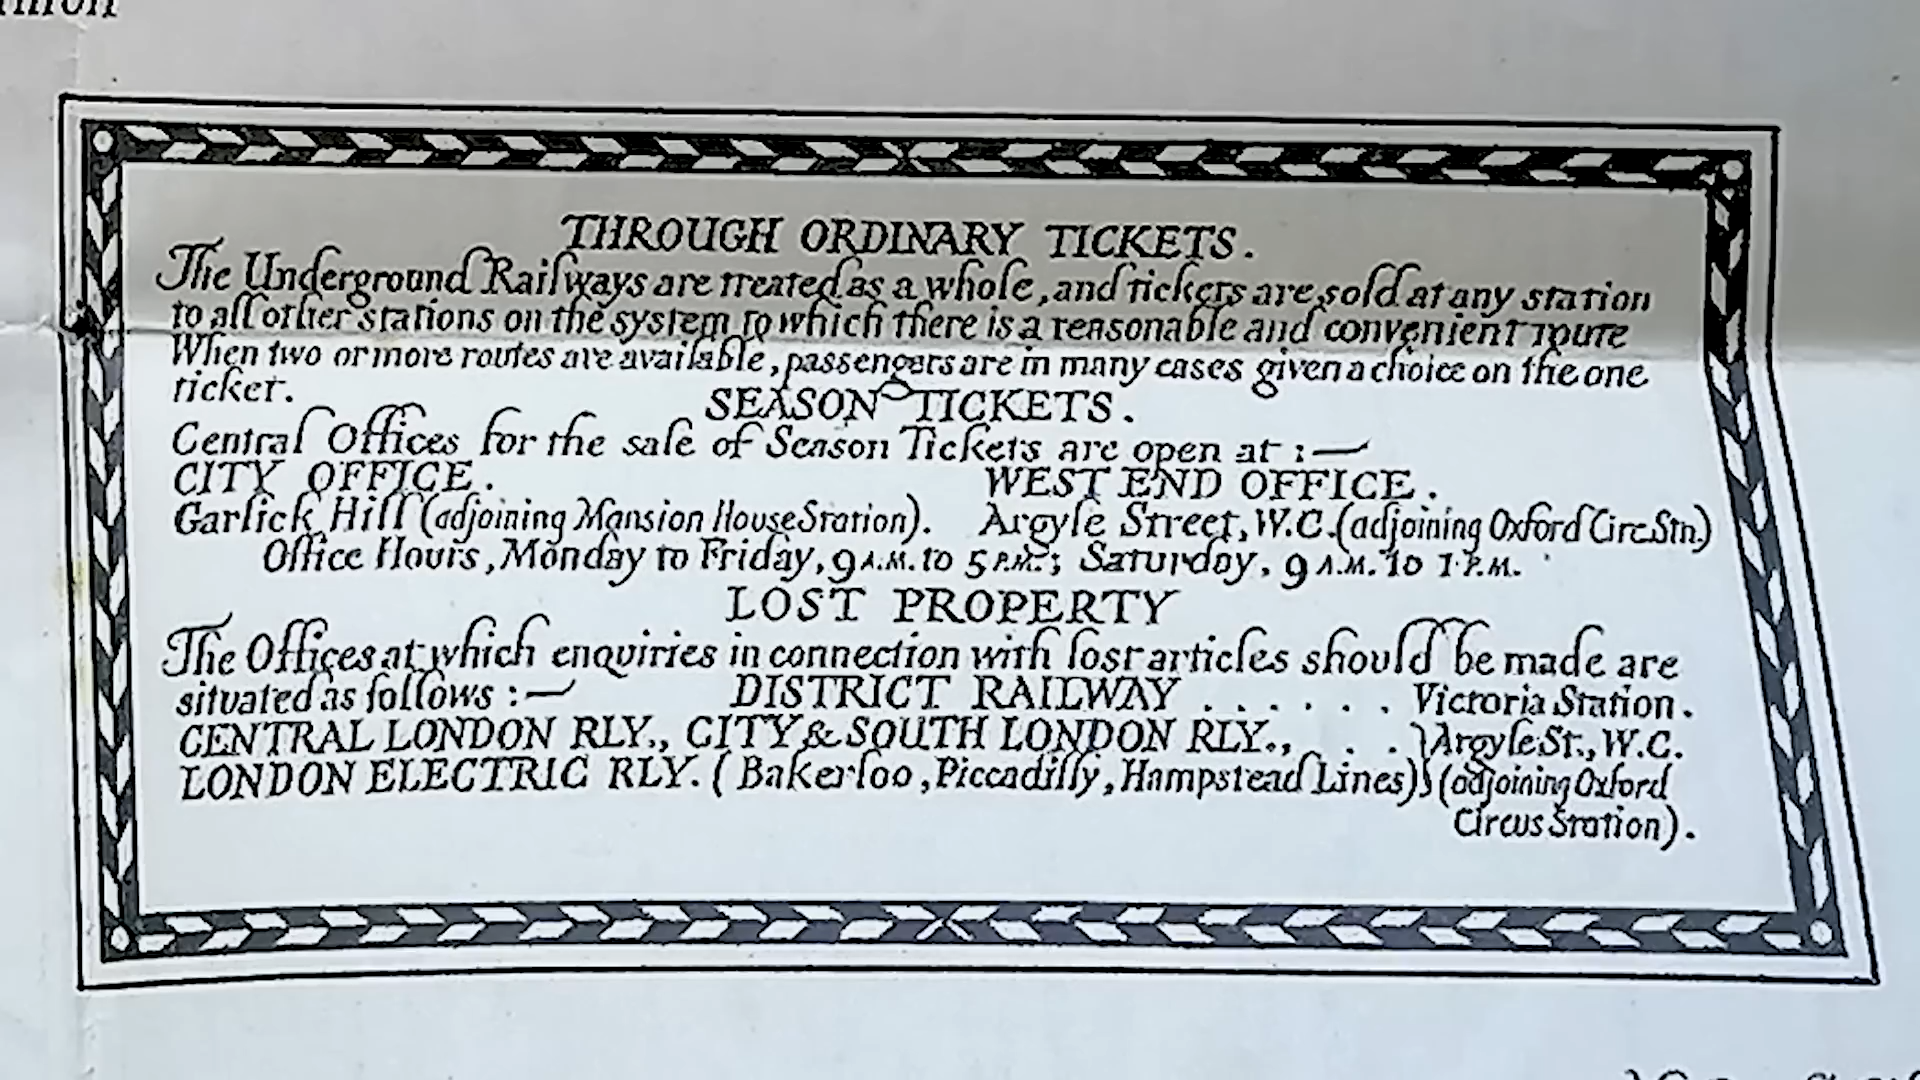 THROUGH ORDINARY TICKETS.
The Underground Railways are treated as a whole, and tickets are sold at any station
to all other stations on the system to which there is a reasonable and convenient route
When two or more routes are available, passengers are in many cases given a choice on the one
ticket.
SEASON TICKETS.
Central Offices for the sale of Season Tickets are open at :—
CITY OFFICE. WEST END OFFICE.
Garlick Hill (adjoining Mansion House Station). Argyle Street, W.C. (adjoining Oxford Circ. Stn.)
Office Hours, Monday to Friday, 9 A.M. to 5 P.M.; Saturday, 9 A.M. to 1 P.M.
LOST PROPERTY
The Offices at which enquiries in connection with lost articles should be made are
situated as follows :— DISTRICT RAILWAY . . . . . . Victoria Station.
CENTRAL LONDON RLY., CITY & SOUTH LONDON RLY., . . } Argyle St., W.C.
LONDON ELECTRIC RLY. (Bakerloo, Piccadilly, Hampstead Lines) } (adjoining Oxford
Circus Station).